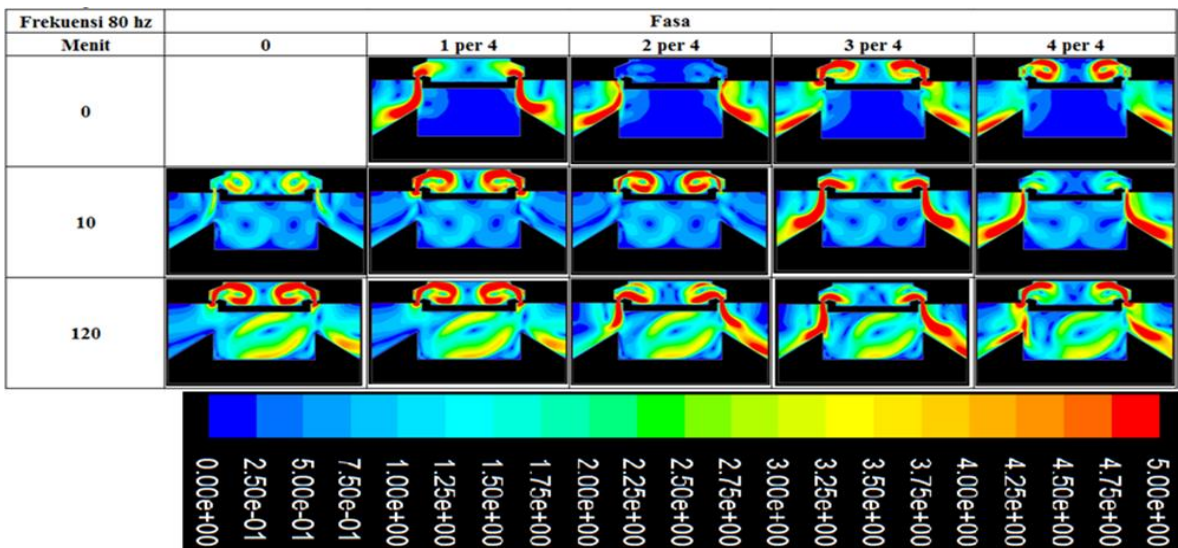 Frekuensi 80 hz Fasa
Menit 0 1 per 4 2 per 4 3 per 4 4 per 4
0
10
120
0.00e+00 2.50e-01 5.00e-01 7.50e-01 1.00e+00 1.25e+00 1.50e+00 1.75e+00 2.00e+00 2.25e+00 2.50e+00 2.75e+00 3.00e+00 3.25e+00 3.50e+00 3.75e+00 4.00e+00 4.25e+00 4.50e+00 4.75e+00 5.00e+00